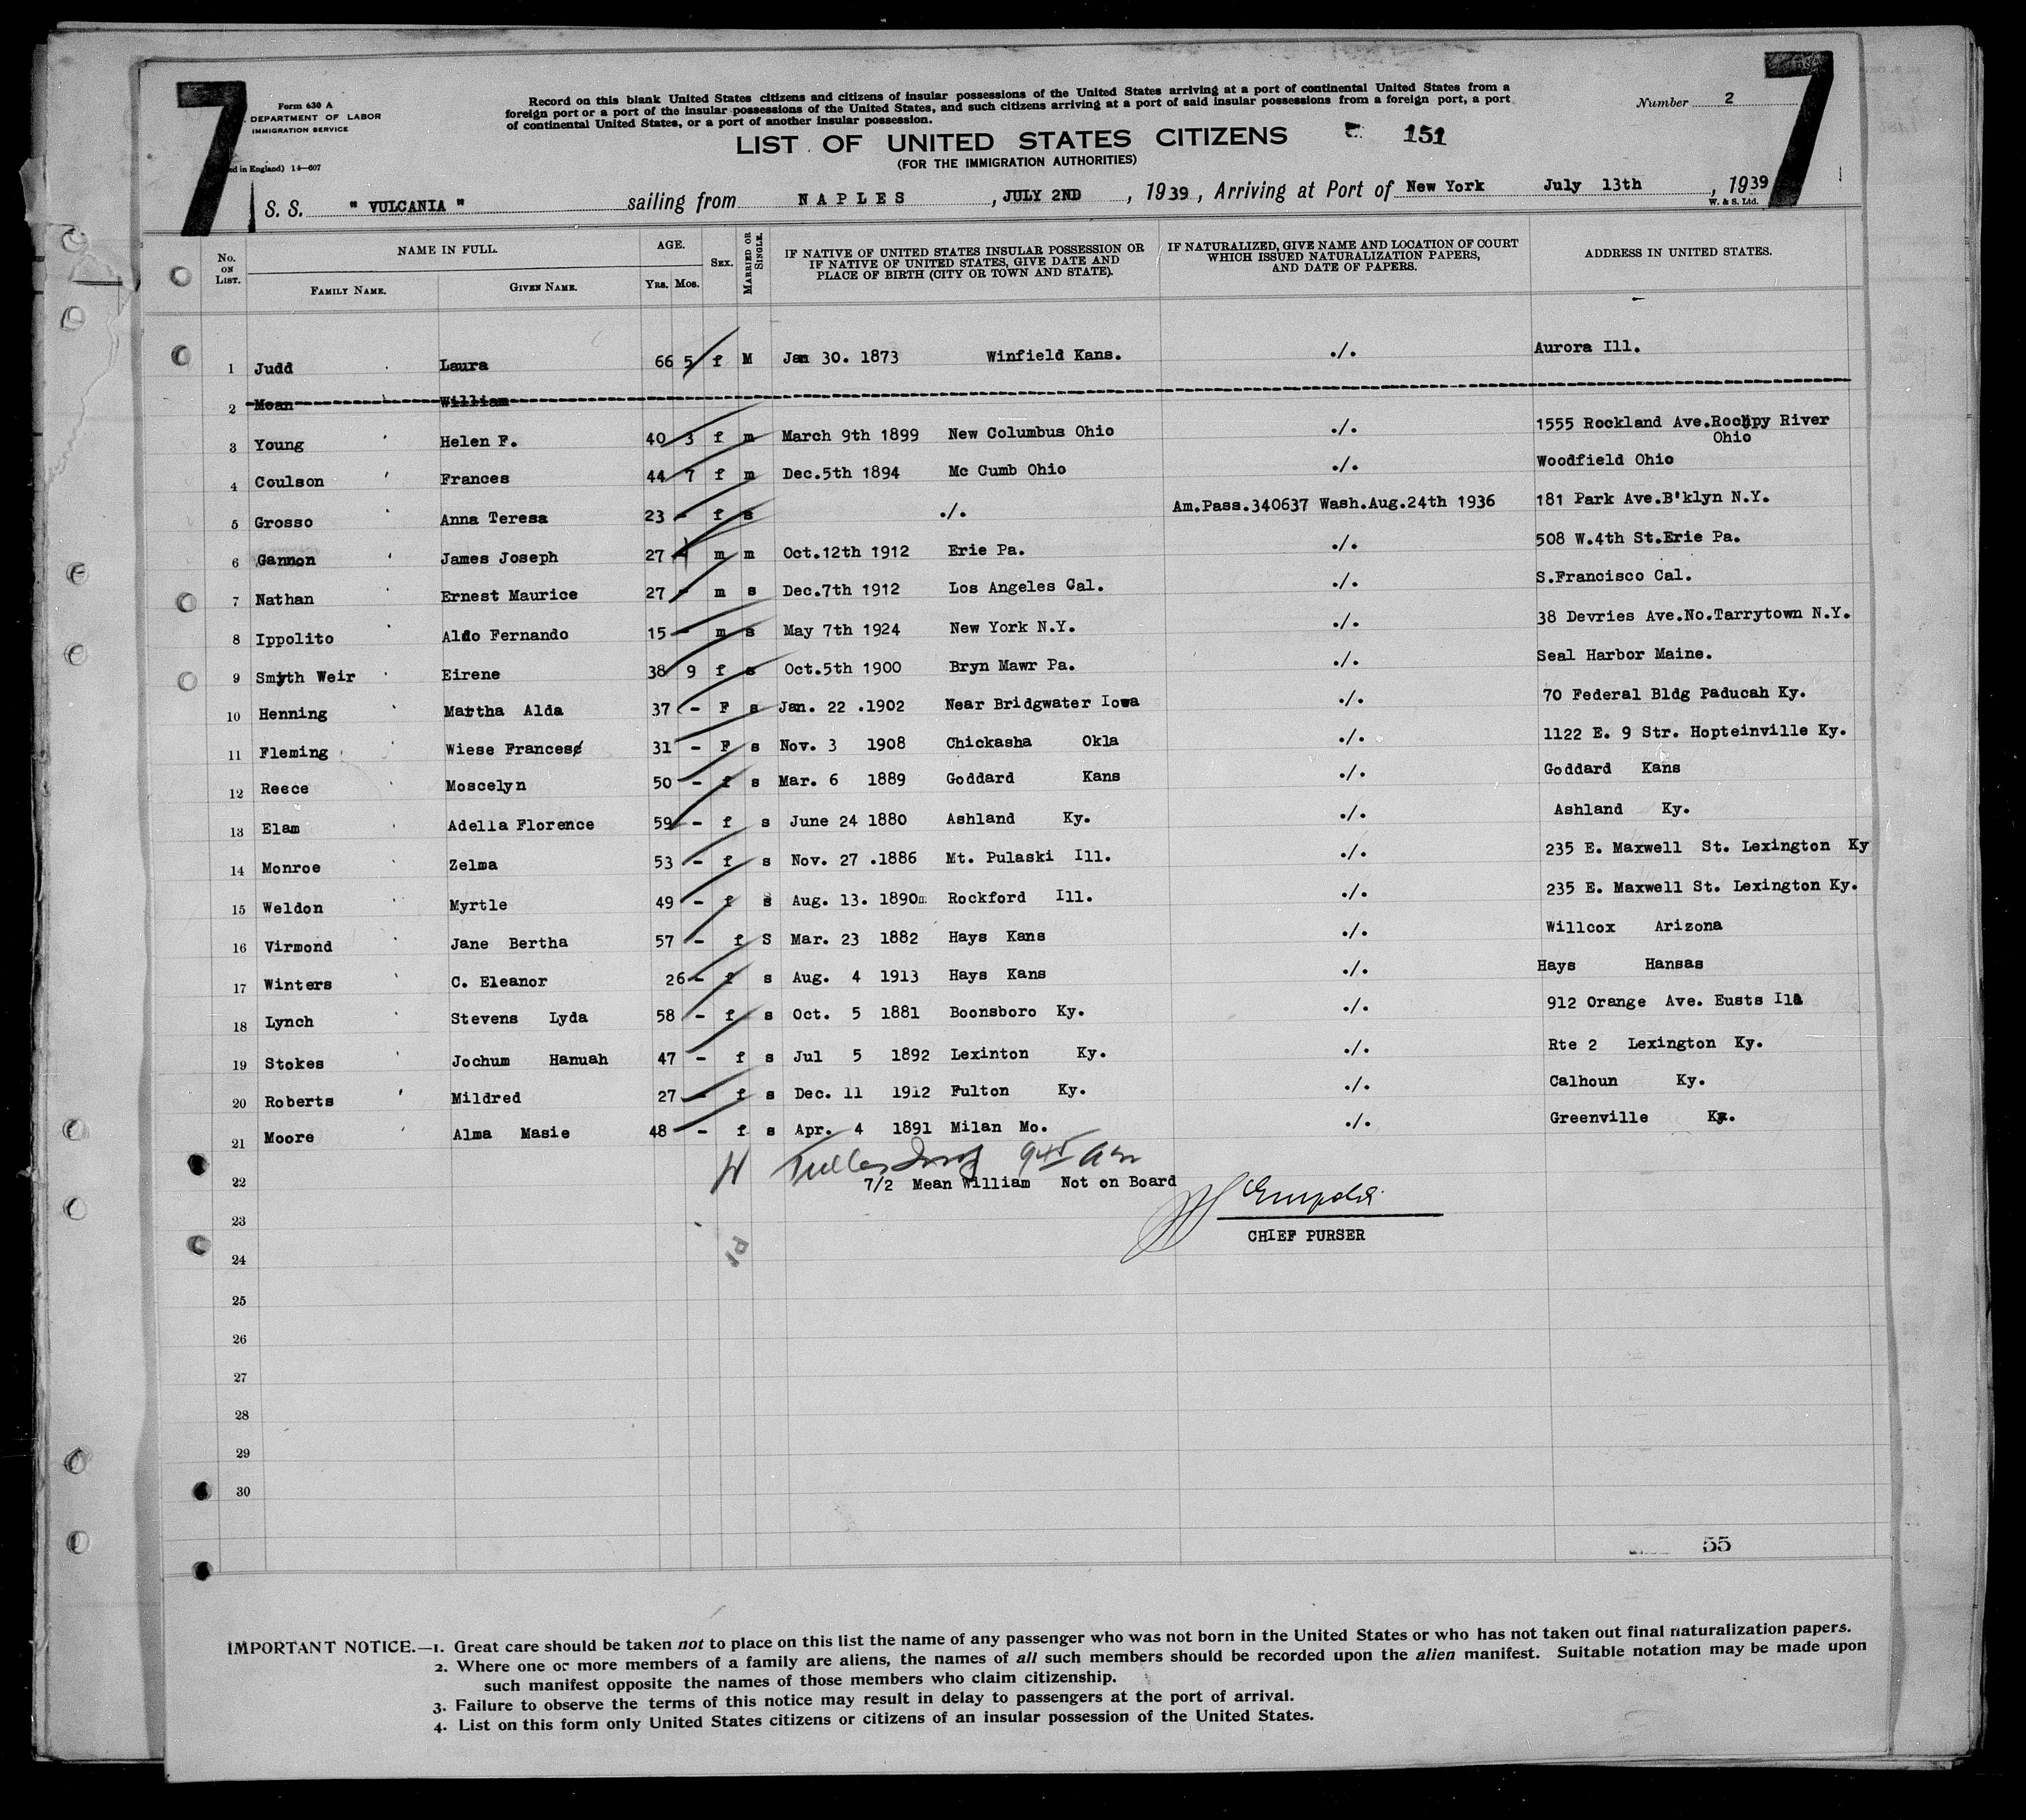 7
7
Form 630 A
DEPARTMENT OF LABOR
IMMIGRATION SERVICE
ed in England) 14—607
Record on this blank United States citizens and citizens of insular possessions of the United States arriving at a port of continental United States from a
foreign port or a port of the insular possessions of the United States, and such citizens arriving at a port of said insular possessions from a foreign port, a port
of continental United States, or a port of another insular possession.
Number 2
LIST OF UNITED STATES CITIZENS 151
(FOR THE IMMIGRATION AUTHORITIES)
S. S. " VULCANIA " sailing from NAPLES, JULY 2ND, 1939, Arriving at Port of New York July 13th, 1939
W. & S. Ltd.
No. ON LIST. NAME IN FULL. AGE. SEX. MARRIED OR SINGLE. IF NATIVE OF UNITED STATES INSULAR POSSESSION OR IF NATIVE OF UNITED STATES, GIVE DATE AND PLACE OF BIRTH (CITY OR TOWN AND STATE). IF NATURALIZED, GIVE NAME AND LOCATION OF COURT WHICH ISSUED NATURALIZATION PAPERS, AND DATE OF PAPERS. ADDRESS IN UNITED STATES.
FAMILY NAME. GIVEN NAME. YRS. MOS.
1 Judd Laura 66 5 f M Jan 30. 1873 Winfield Kans. ./. Aurora Ill.
2 Mean William
3 Young Helen F. 40 3 f m March 9th 1899 New Columbus Ohio ./. 1555 Rockland Ave. River
Ohio
4 Coulson Frances 44 7 f m Dec.5th 1894 Mc Cumb Ohio ./. Woodfield Ohio
5 Grosso Anna Teresa 23 - f s ./. Am.Pass.340637 Wash.Aug.24th 1936 181 Park Ave.B'klyn N.Y.
6 Gannon James Joseph 27 m m Oct.12th 1912 Erie Pa. ./. 508 W.4th St.Erie Pa.
7 Nathan Ernest Maurice 27 - m s Dec.7th 1912 Los Angeles Cal. ./. S.Francisco Cal.
8 Ippolito Aldo Fernando 15 - m s May 7th 1924 New York N.Y. ./. 38 Devries Ave.No.Tarrytown N.Y.
9 Smyth Weir Eirene 38 9 f s Oct.5th 1900 Bryn Mawr Pa. ./. Seal Harbor Maine.
10 Henning Martha Alda 37 - F s Jan. 22 .1902 Near Bridgwater Iowa ./. 70 Federal Bldg Paducah Ky.
11 Fleming Wiese Frances 31 - F s Nov. 3 1908 Chickasha Okla ./. 1122 E. 9 Str. Hopteinville Ky.
12 Reece Moscelyn 50 - f s Mar. 6 1889 Goddard Kans ./. Goddard Kans
13 Elam Adella Florence 59 - f s June 24 1880 Ashland Ky. ./. Ashland Ky.
14 Monroe Zelma 53 - f s Nov. 27 .1886 Mt. Pulaski Ill. ./. 235 E. Maxwell St. Lexington Ky
15 Weldon Myrtle 49 - f s Aug. 13. 1890 Rockford Ill. ./. 235 E. Maxwell St. Lexington Ky.
16 Virmond Jane Bertha 57 - f S Mar. 23 1882 Hays Kans ./. Willcox Arizona
17 Winters C. Eleanor 26 - f s Aug. 4 1913 Hays Kans ./. Hays Hansas
18 Lynch Stevens Lyda 58 - f s Oct. 5 1881 Boonsboro Ky. ./. 912 Orange Ave. Eusts
19 Stokes Jochum Hanuah 47 - f s Jul 5 1892 Lexinton Ky. ./. Rte 2 Lexington Ky.
20 Roberts Mildred 27 - f s Dec. 11 1912 Fulton Ky. ./. Calhoun Ky.
21 Moore Alma Masie 48 - f s Apr. 4 1891 Milan Mo. ./. Greenville Ky.
22 7/2 Mean William Not on Board
23
CHIEF PURSER
24
25
26
27
28
29
30
55
IMPORTANT NOTICE.—1. Great care should be taken not to place on this list the name of any passenger who was not born in the United States or who has not taken out final naturalization papers.
2. Where one or more members of a family are aliens, the names of all such members should be recorded upon the alien manifest. Suitable notation may be made upon
such manifest opposite the names of those members who claim citizenship.
3. Failure to observe the terms of this notice may result in delay to passengers at the port of arrival.
4. List on this form only United States citizens or citizens of an insular possession of the United States.